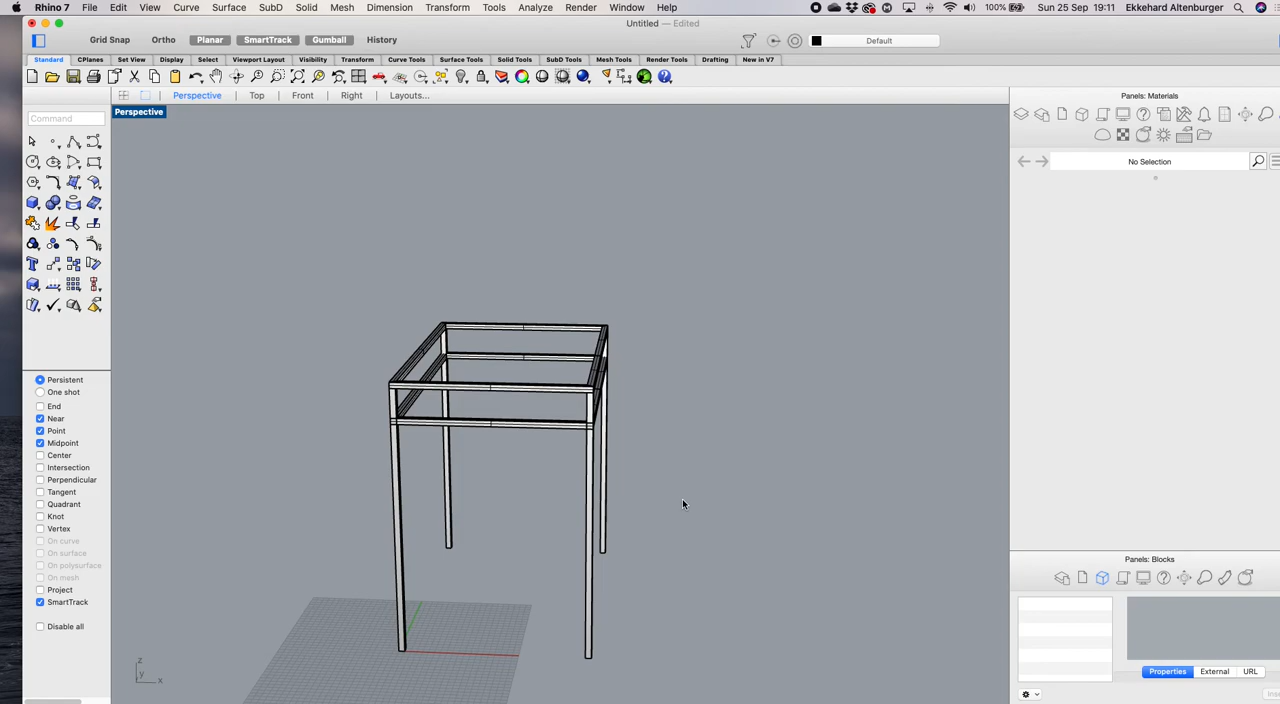 Rhino 7 File Edit View Curve Surface SubD Solid Mesh Dimension Transform Tools Analyze Render Window Help 100% Sun 25 Sep 19:11 Ekkehard Altenburger
Untitled — Edited
Grid Snap Ortho Planar SmartTrack Gumball History Default
Standard CPlanes Set View Display Select Viewport Layout Visibility Transform Curve Tools Surface Tools Solid Tools SubD Tools Mesh Tools Render Tools Drafting New in V7
Perspective Top Front Right Layouts...
Panels: Materials
Perspective
Command
No Selection
Persistent
One shot
End
Near
Point
Midpoint
Center
Intersection
Perpendicular
Tangent
Quadrant
Knot
Vertex
On curve
On surface
On polysurface
On mesh
Project
SmartTrack
Disable all
z
y
x
Panels: Blocks
Properties External URL